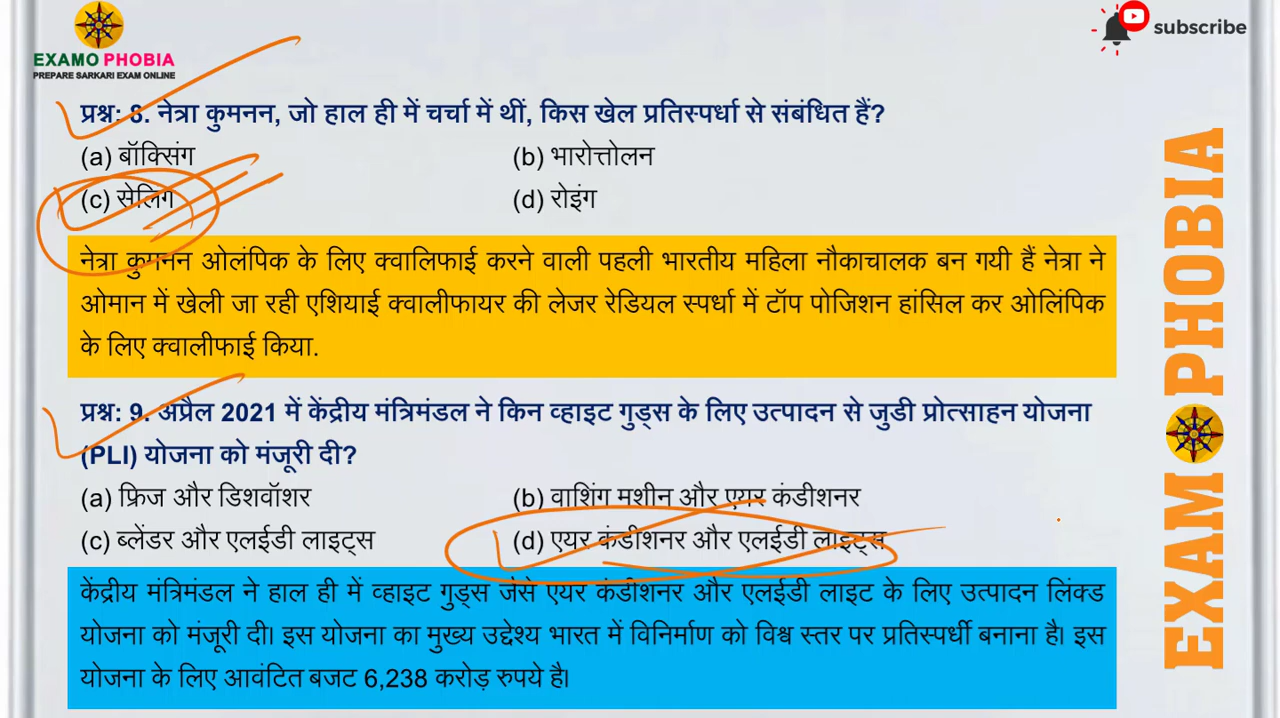 EXAMO PHOBIA
PREPARE SARKARI EXAM ONLINE
subscribe
प्रश्न: 8. नेत्रा कुमनन, जो हाल ही में चर्चा में थीं, किस खेल प्रतिस्पर्धा से संबंधित हैं?
(a) बॉक्सिंग (b) भारोत्तोलन
(c) सेलिंग (d) रोइंग
नेत्रा कुमनन ओलंपिक के लिए क्वालिफाई करने वाली पहली भारतीय महिला नौकाचालक बन गयी हैं नेत्रा ने
ओमान में खेली जा रही एशियाई क्वालीफायर की लेजर रेडियल स्पर्धा में टॉप पोजिशन हांसिल कर ओलिंपिक
के लिए क्वालीफाई किया.
प्रश्न: 9. अप्रैल 2021 में केंद्रीय मंत्रिमंडल ने किन व्हाइट गुड्स के लिए उत्पादन से जुडी प्रोत्साहन योजना
(PLI) योजना को मंजूरी दी?
(a) फ्रिज और डिशवॉशर (b) वाशिंग मशीन और एयर कंडीशनर
(c) ब्लेंडर और एलईडी लाइट्स (d) एयर कंडीशनर और एलईडी लाइट्स
केंद्रीय मंत्रिमंडल ने हाल ही में व्हाइट गुड्स जैसे एयर कंडीशनर और एलईडी लाइट के लिए उत्पादन लिंक्ड
योजना को मंजूरी दी। इस योजना का मुख्य उद्देश्य भारत में विनिर्माण को विश्व स्तर पर प्रतिस्पर्धी बनाना है। इस
योजना के लिए आवंटित बजट 6,238 करोड़ रुपये है।
EXAMO PHOBIA